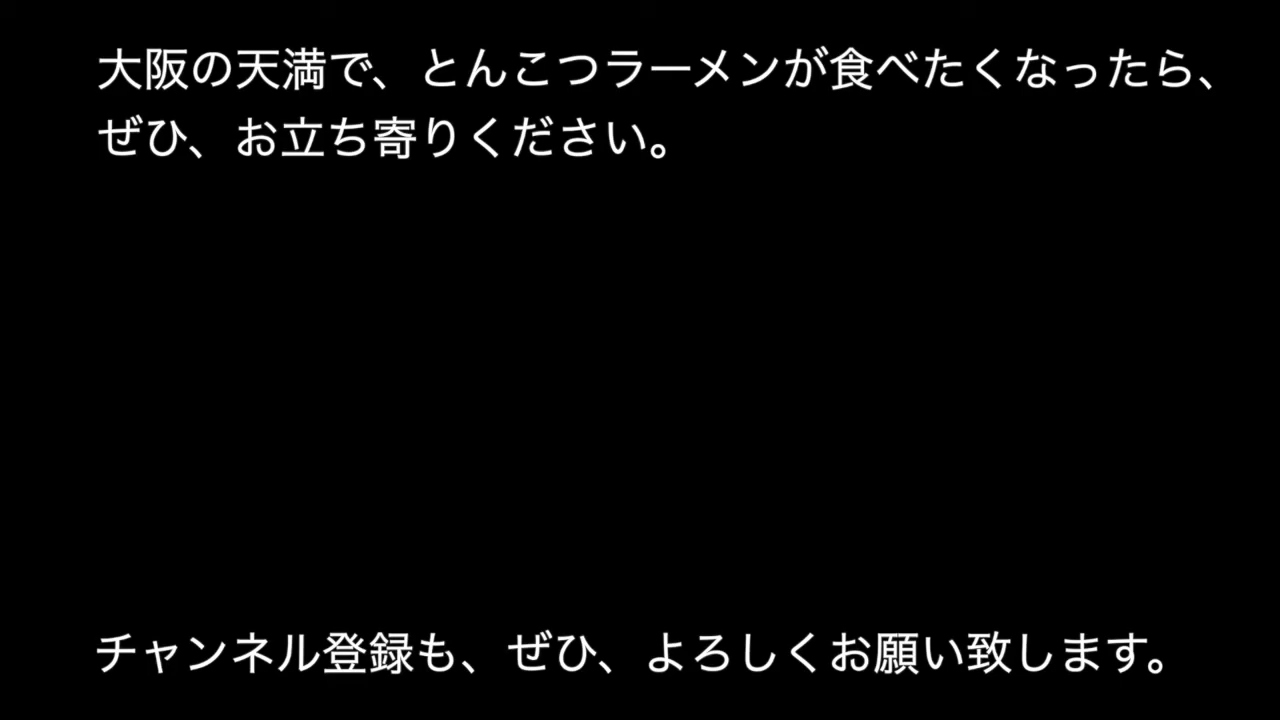 大阪の天満で、とんこつラーメンが食べたくなったら、
ぜひ、お立ち寄りください。
チャンネル登録も、ぜひ、よろしくお願い致します。